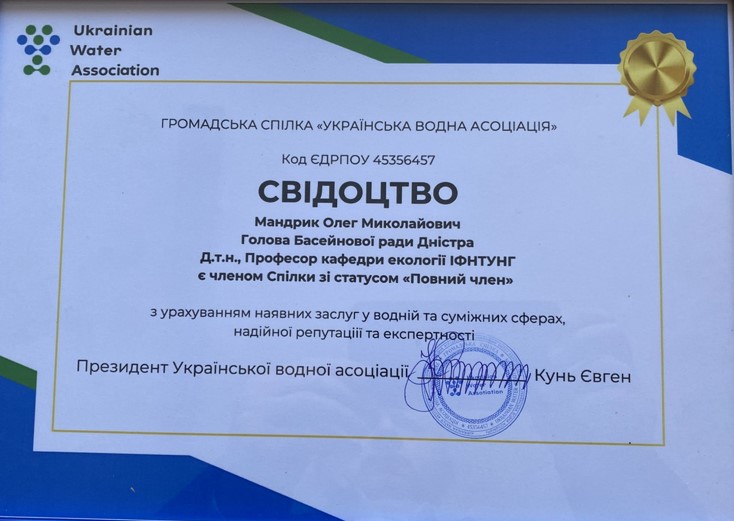 Ukrainian
Water
Association
ГРОМАДСЬКА СПІЛКА «УКРАЇНСЬКА ВОДНА АСОЦІАЦІЯ»
Код ЄДРПОУ 45356457
СВІДОЦТВО
Мандрик Олег Миколайович
Голова Басейнової ради Дністра
Д.т.н., Професор кафедри екології ІФНТУНГ
є членом Спілки зі статусом «Повний член»
з урахуванням наявних заслуг у водній та суміжних сферах,
надійної репутаціїї та експертності
Президент Української водної асоціації Кунь Євген
Association